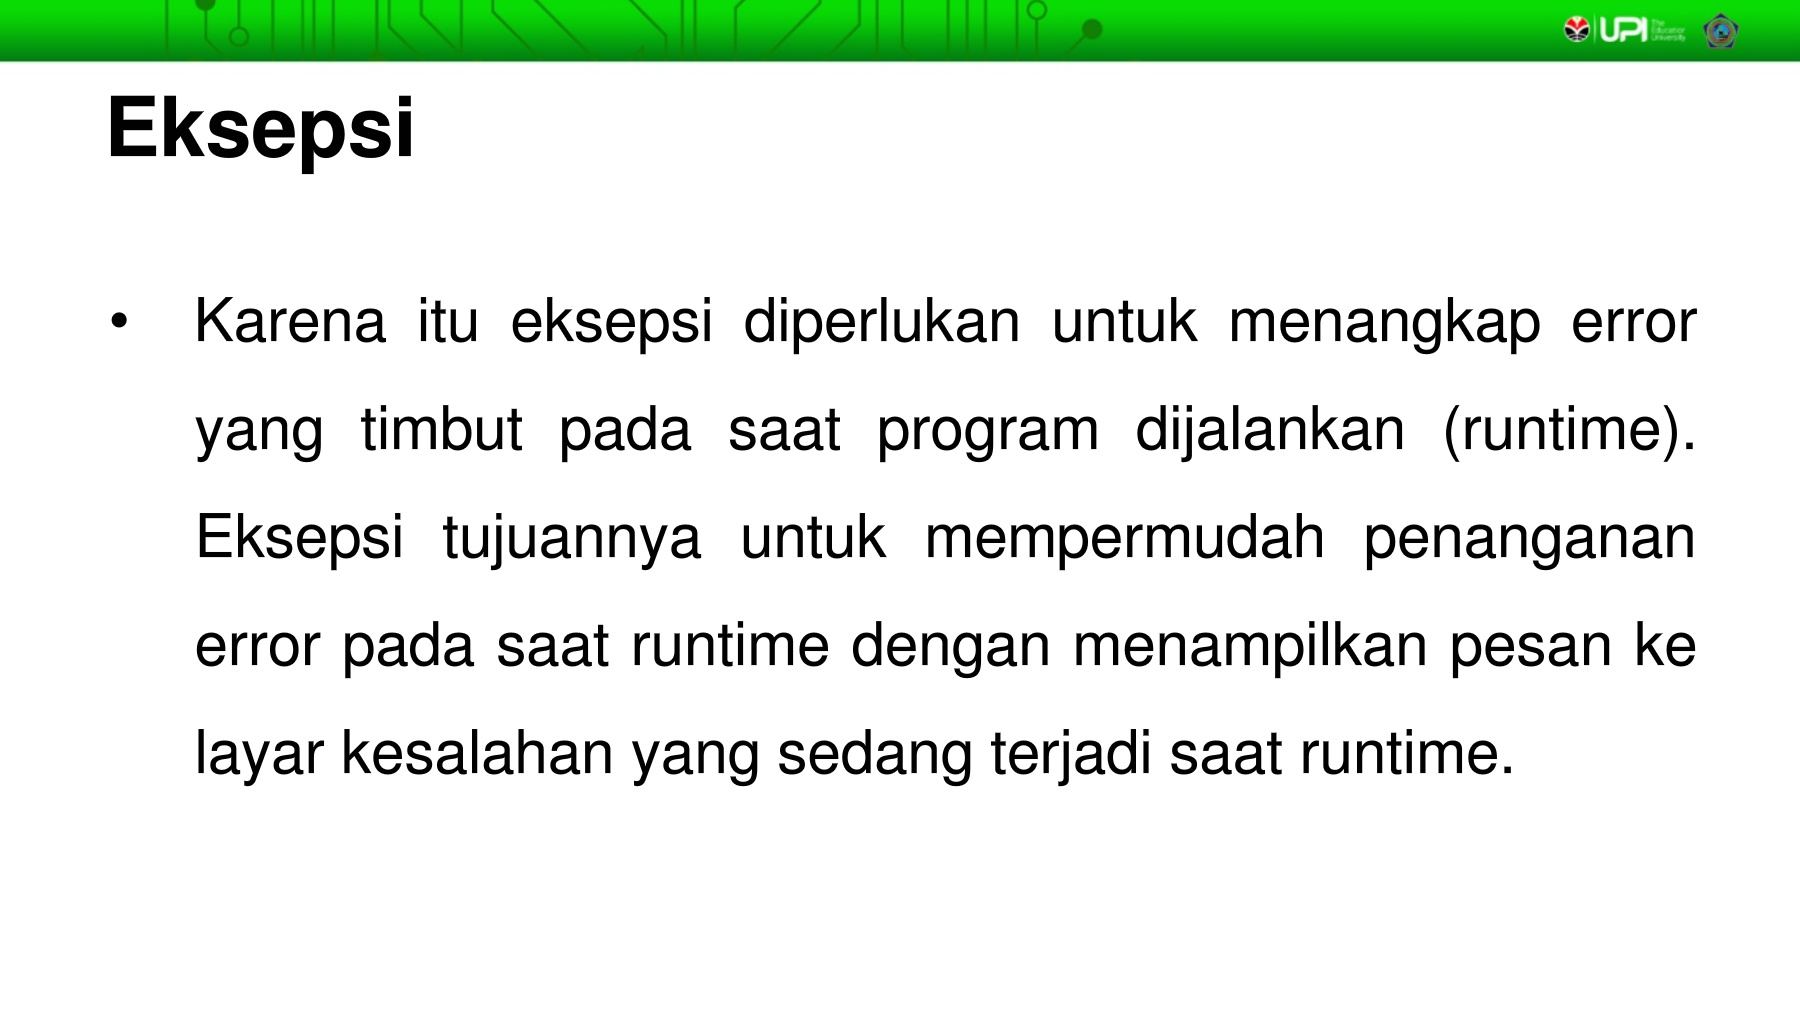 UPI The Education University
Eksepsi
• Karena itu eksepsi diperlukan untuk menangkap error
yang timbut pada saat program dijalankan (runtime).
Eksepsi tujuannya untuk mempermudah penanganan
error pada saat runtime dengan menampilkan pesan ke
layar kesalahan yang sedang terjadi saat runtime.